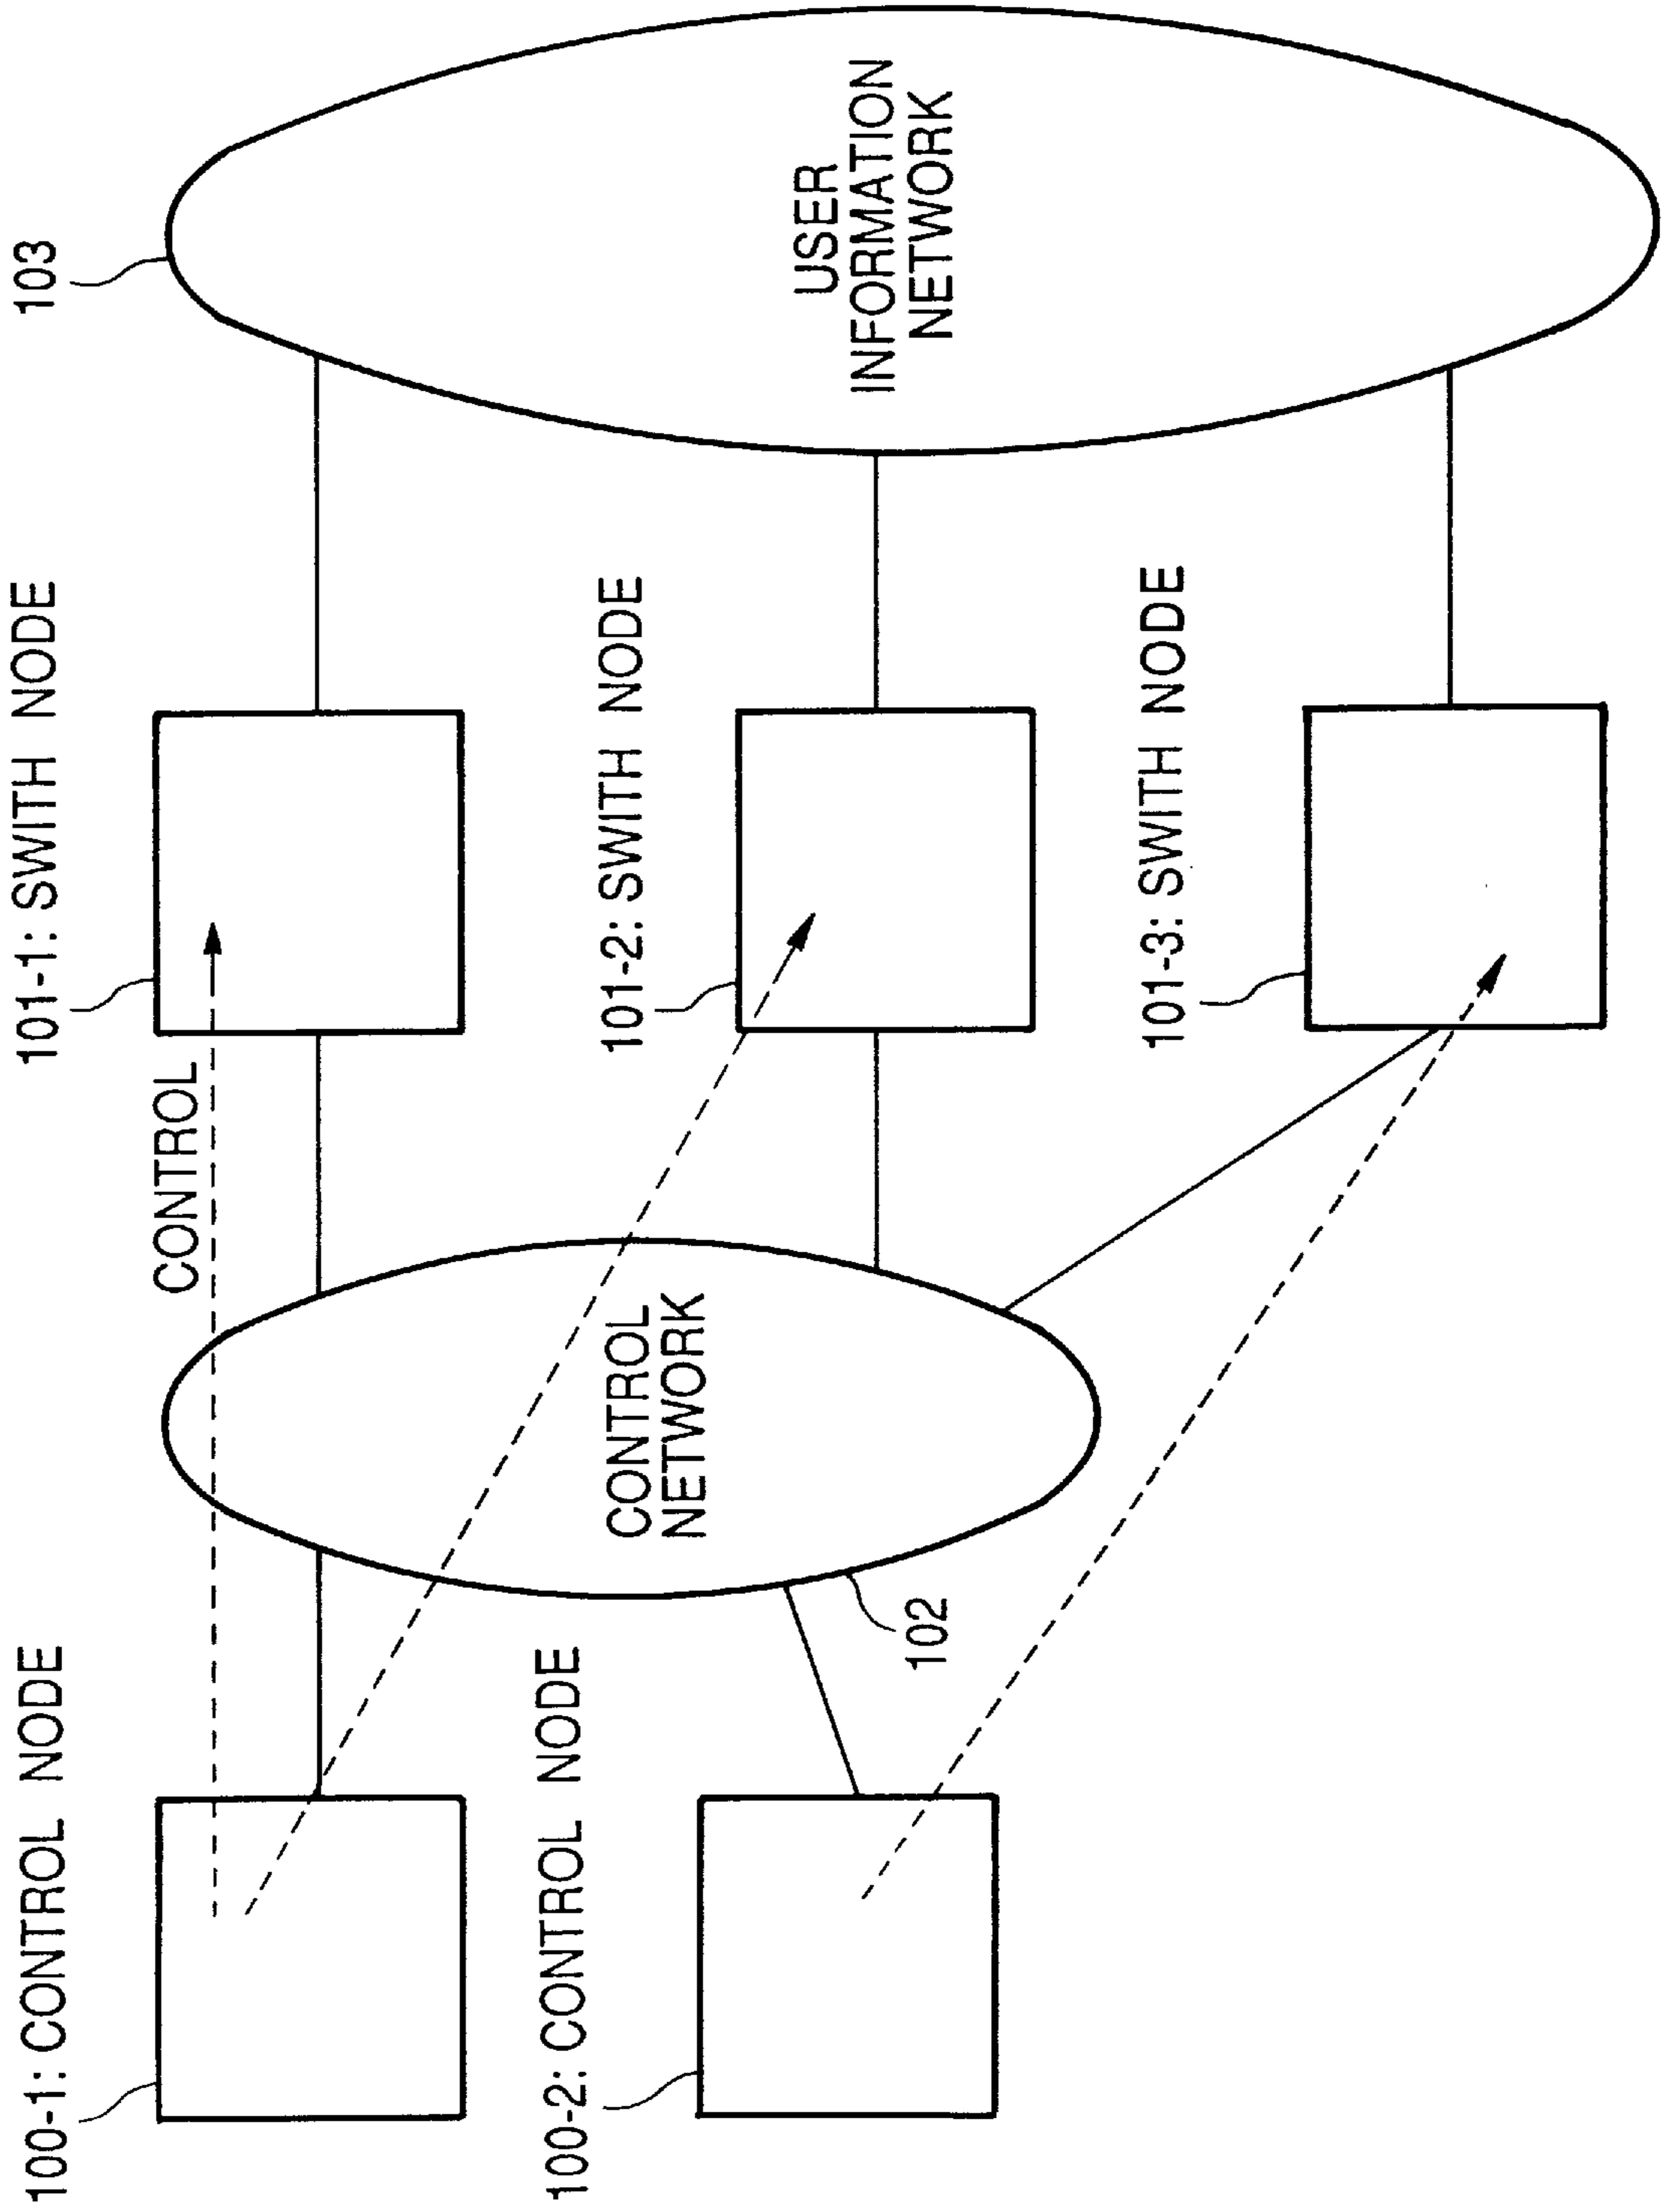 100-1: CONTROL NODE
101-1: SWITH NODE
103
CONTROL
100-2: CONTROL NODE
101-2: SWITH NODE
CONTROL
NETWORK
USER
INFORMATION
NETWORK
102
101-3: SWITH NODE